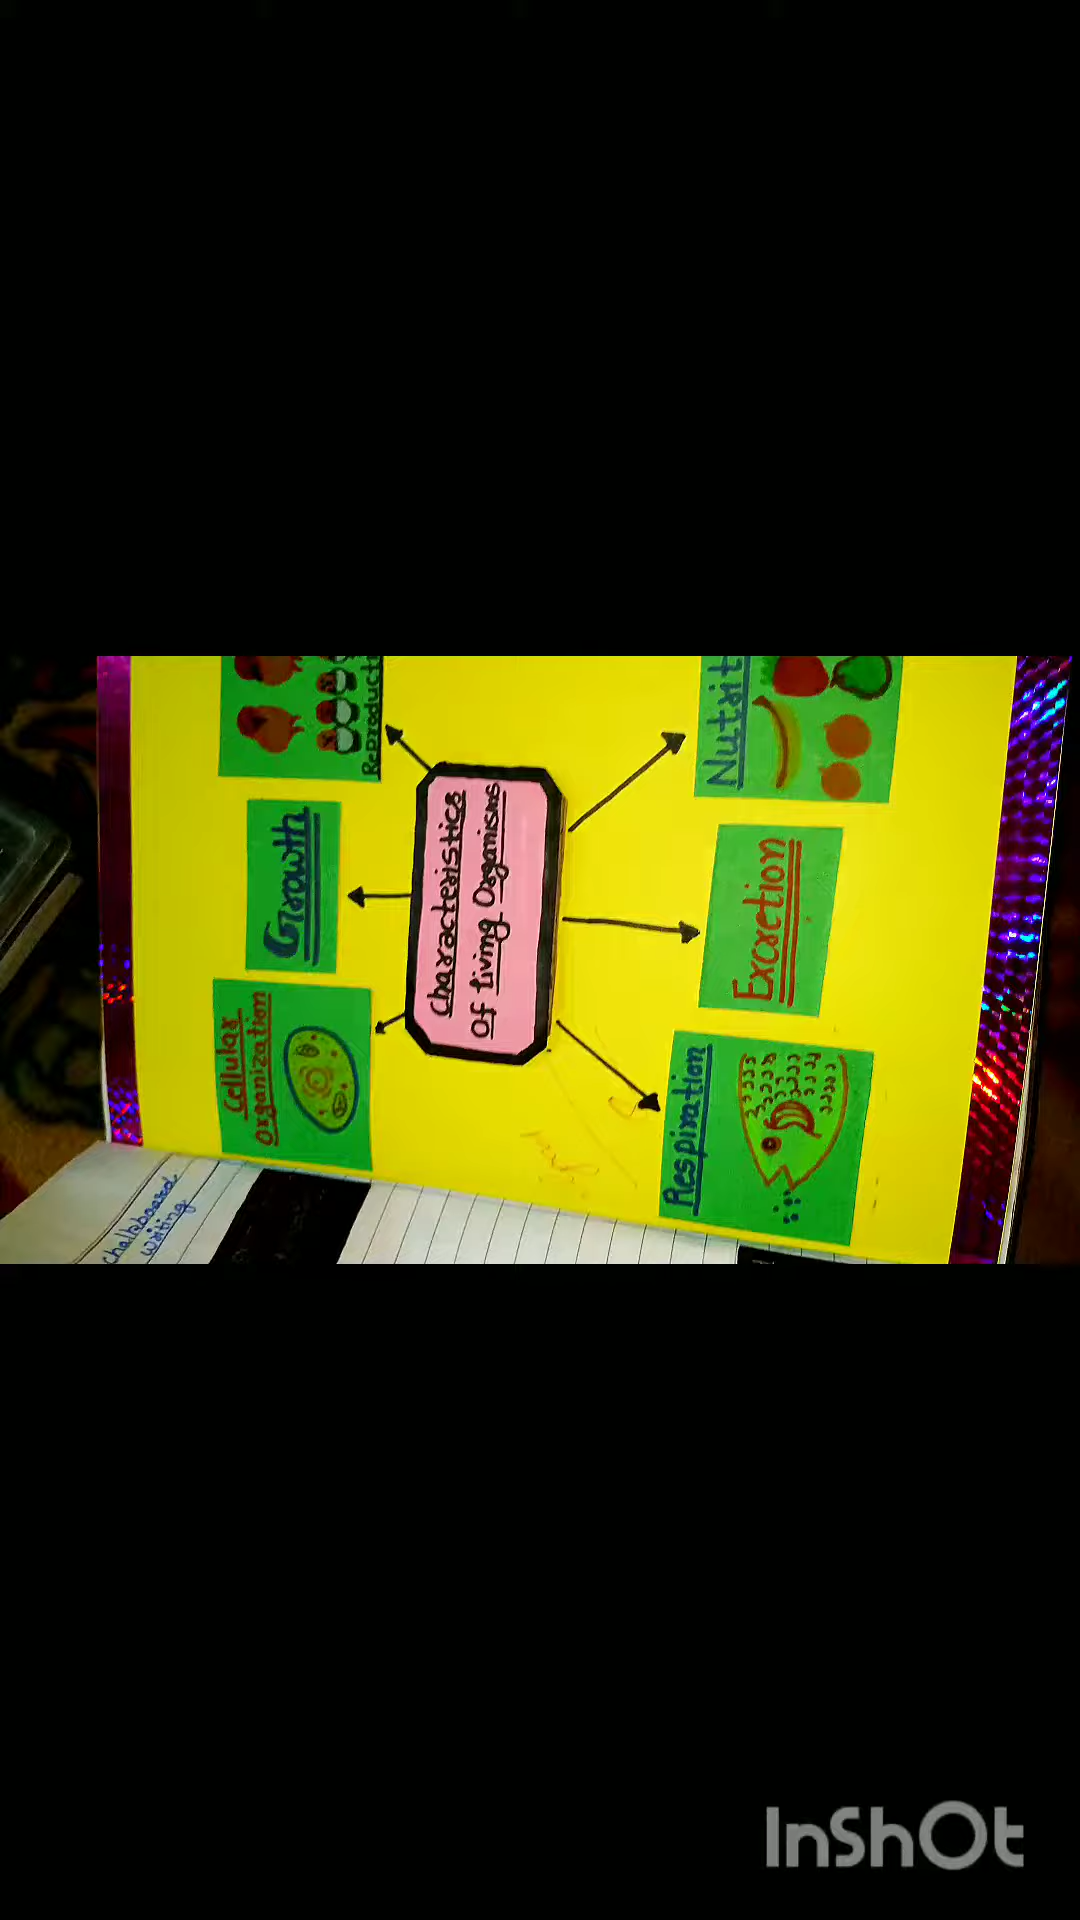 Cellular
Organization
Growth
Reproduct
Characteristics
Of Living Organisms
Respiration
Excretion
Nutrit
Chalkboard
writing
InShOt